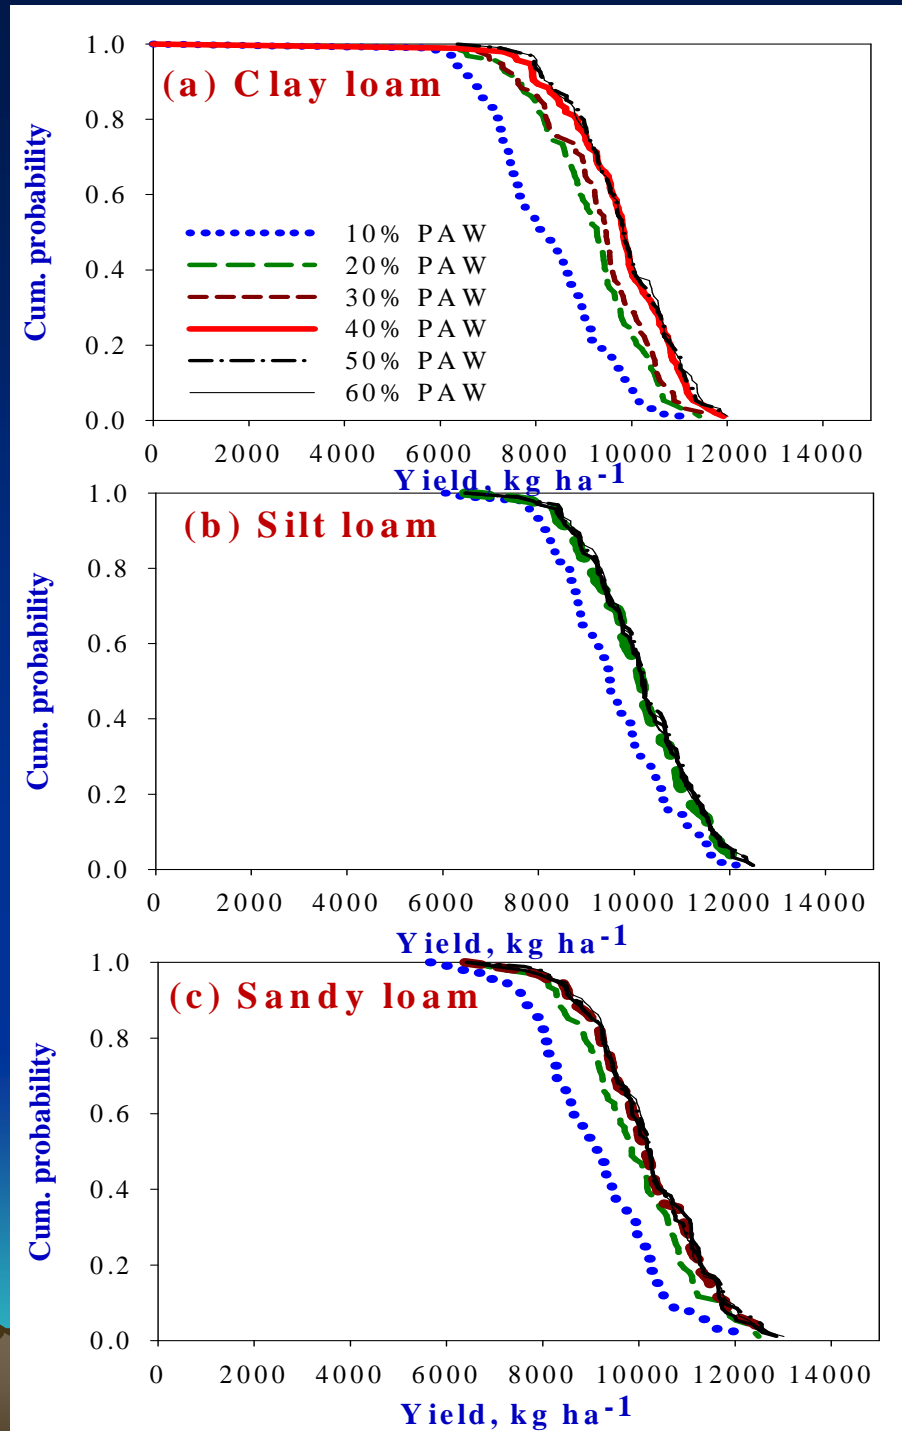 1.0
(a) Clay loam
0.8
0.6
Cum. probability
10% PAW
20% PAW
0.4
30% PAW
40% PAW
0.2
50% PAW
60% PAW
0.0
0 2000 4000 6000 8000 10000 12000 14000
Yield, kg ha-1
1.0
(b) Silt loam
0.8
0.6
Cum. probability
0.4
0.2
0.0
0 2000 4000 6000 8000 10000 12000 14000
Yield, kg ha-1
1.0
(c) Sandy loam
0.8
0.6
Cum. probability
0.4
0.2
0.0
0 2000 4000 6000 8000 10000 12000 14000
Yield, kg ha-1